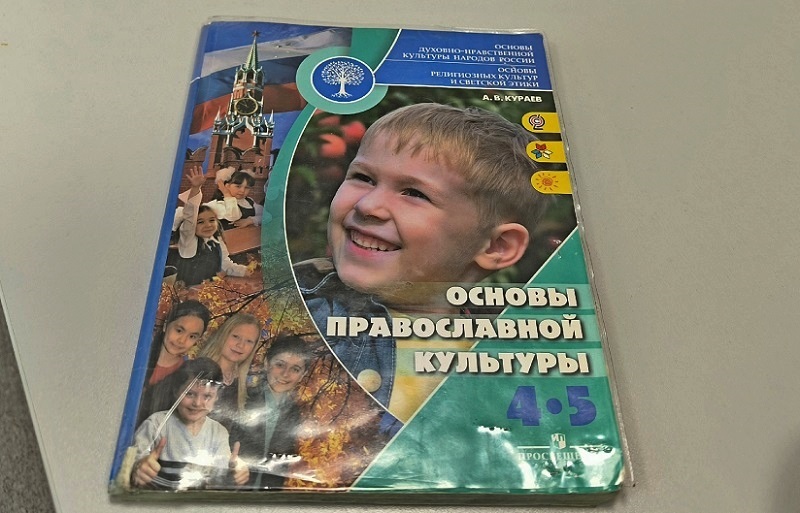 ОСНОВЫ
ДУХОВНО-НРАВСТВЕННОЙ
КУЛЬТУРЫ НАРОДОВ РОССИИ
ОСНОВЫ
РЕЛИГИОЗНЫХ КУЛЬТУР
И СВЕТСКОЙ ЭТИКИ
А. В. КУРАЕВ
ОСНОВЫ
ПРАВОСЛАВНОЙ
КУЛЬТУРЫ
4•5